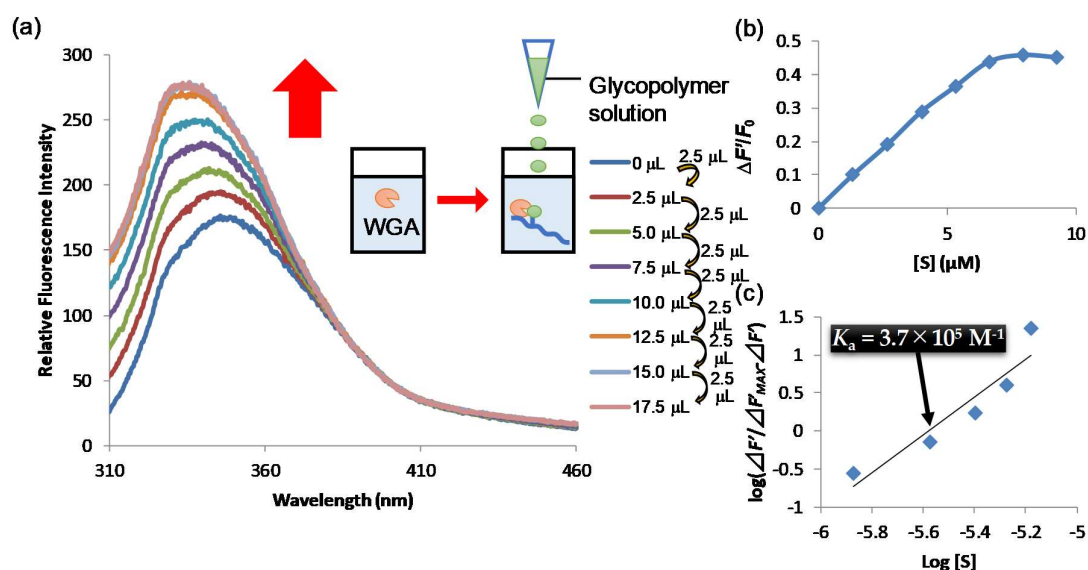 (a)
Relative Fluorescence Intensity
300
250
200
150
100
50
0
310
360
410
460
Wavelength (nm)
WGA
Glycopolymer
solution
0 μL
2.5 μL
5.0 μL
7.5 μL
10.0 μL
12.5 μL
15.0 μL
17.5 μL
2.5 μL
2.5 μL
2.5 μL
2.5 μL
2.5
μL
2.5
μL
2.5
μL
(b)
ΔF'/F0
0.5
0.4
0.3
0.2
0.1
0
0
5
10
[S] (μM)
(c)
log(ΔF'/ΔF'MAX-ΔF')
1.5
1
0.5
0
-0.5
-1
Ka = 3.7×10⁵ M⁻¹
-6
-5.8
-5.6
-5.4
-5.2
-5
Log [S]